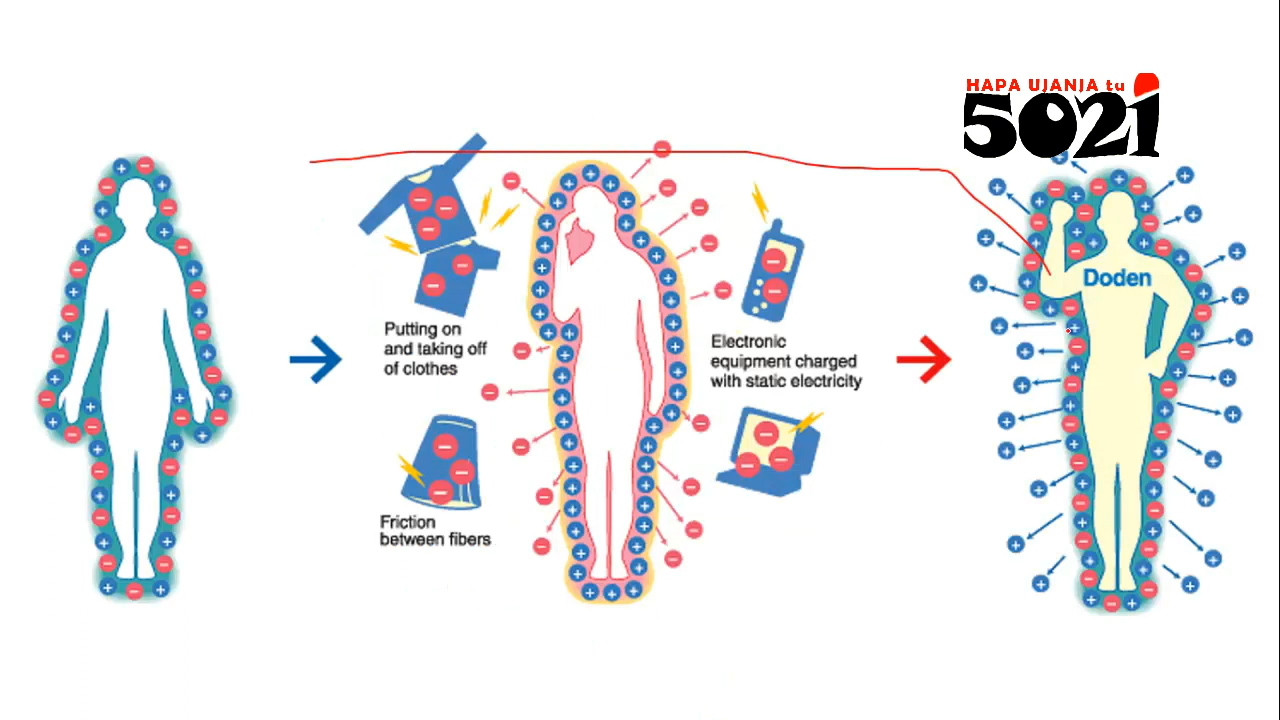 HAPA UJANJA tu
5021
Doden
Putting on
and taking off
of clothes
Electronic
equipment charged
with static electricity
Friction
between fibers